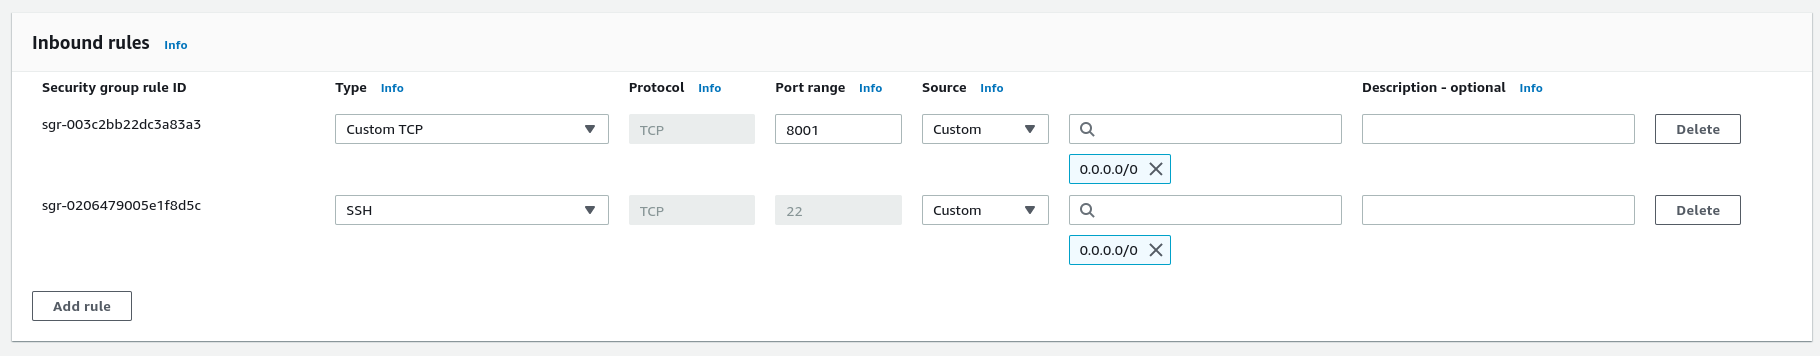 Inbound rules Info
Security group rule ID Type Info Protocol Info Port range Info Source Info Description - optional Info
sgr-003c2bb22dc3a83a3 Custom TCP TCP 8001 Custom Delete
0.0.0.0/0
sgr-0206479005e1f8d5c SSH TCP 22 Custom Delete
0.0.0.0/0
Add rule